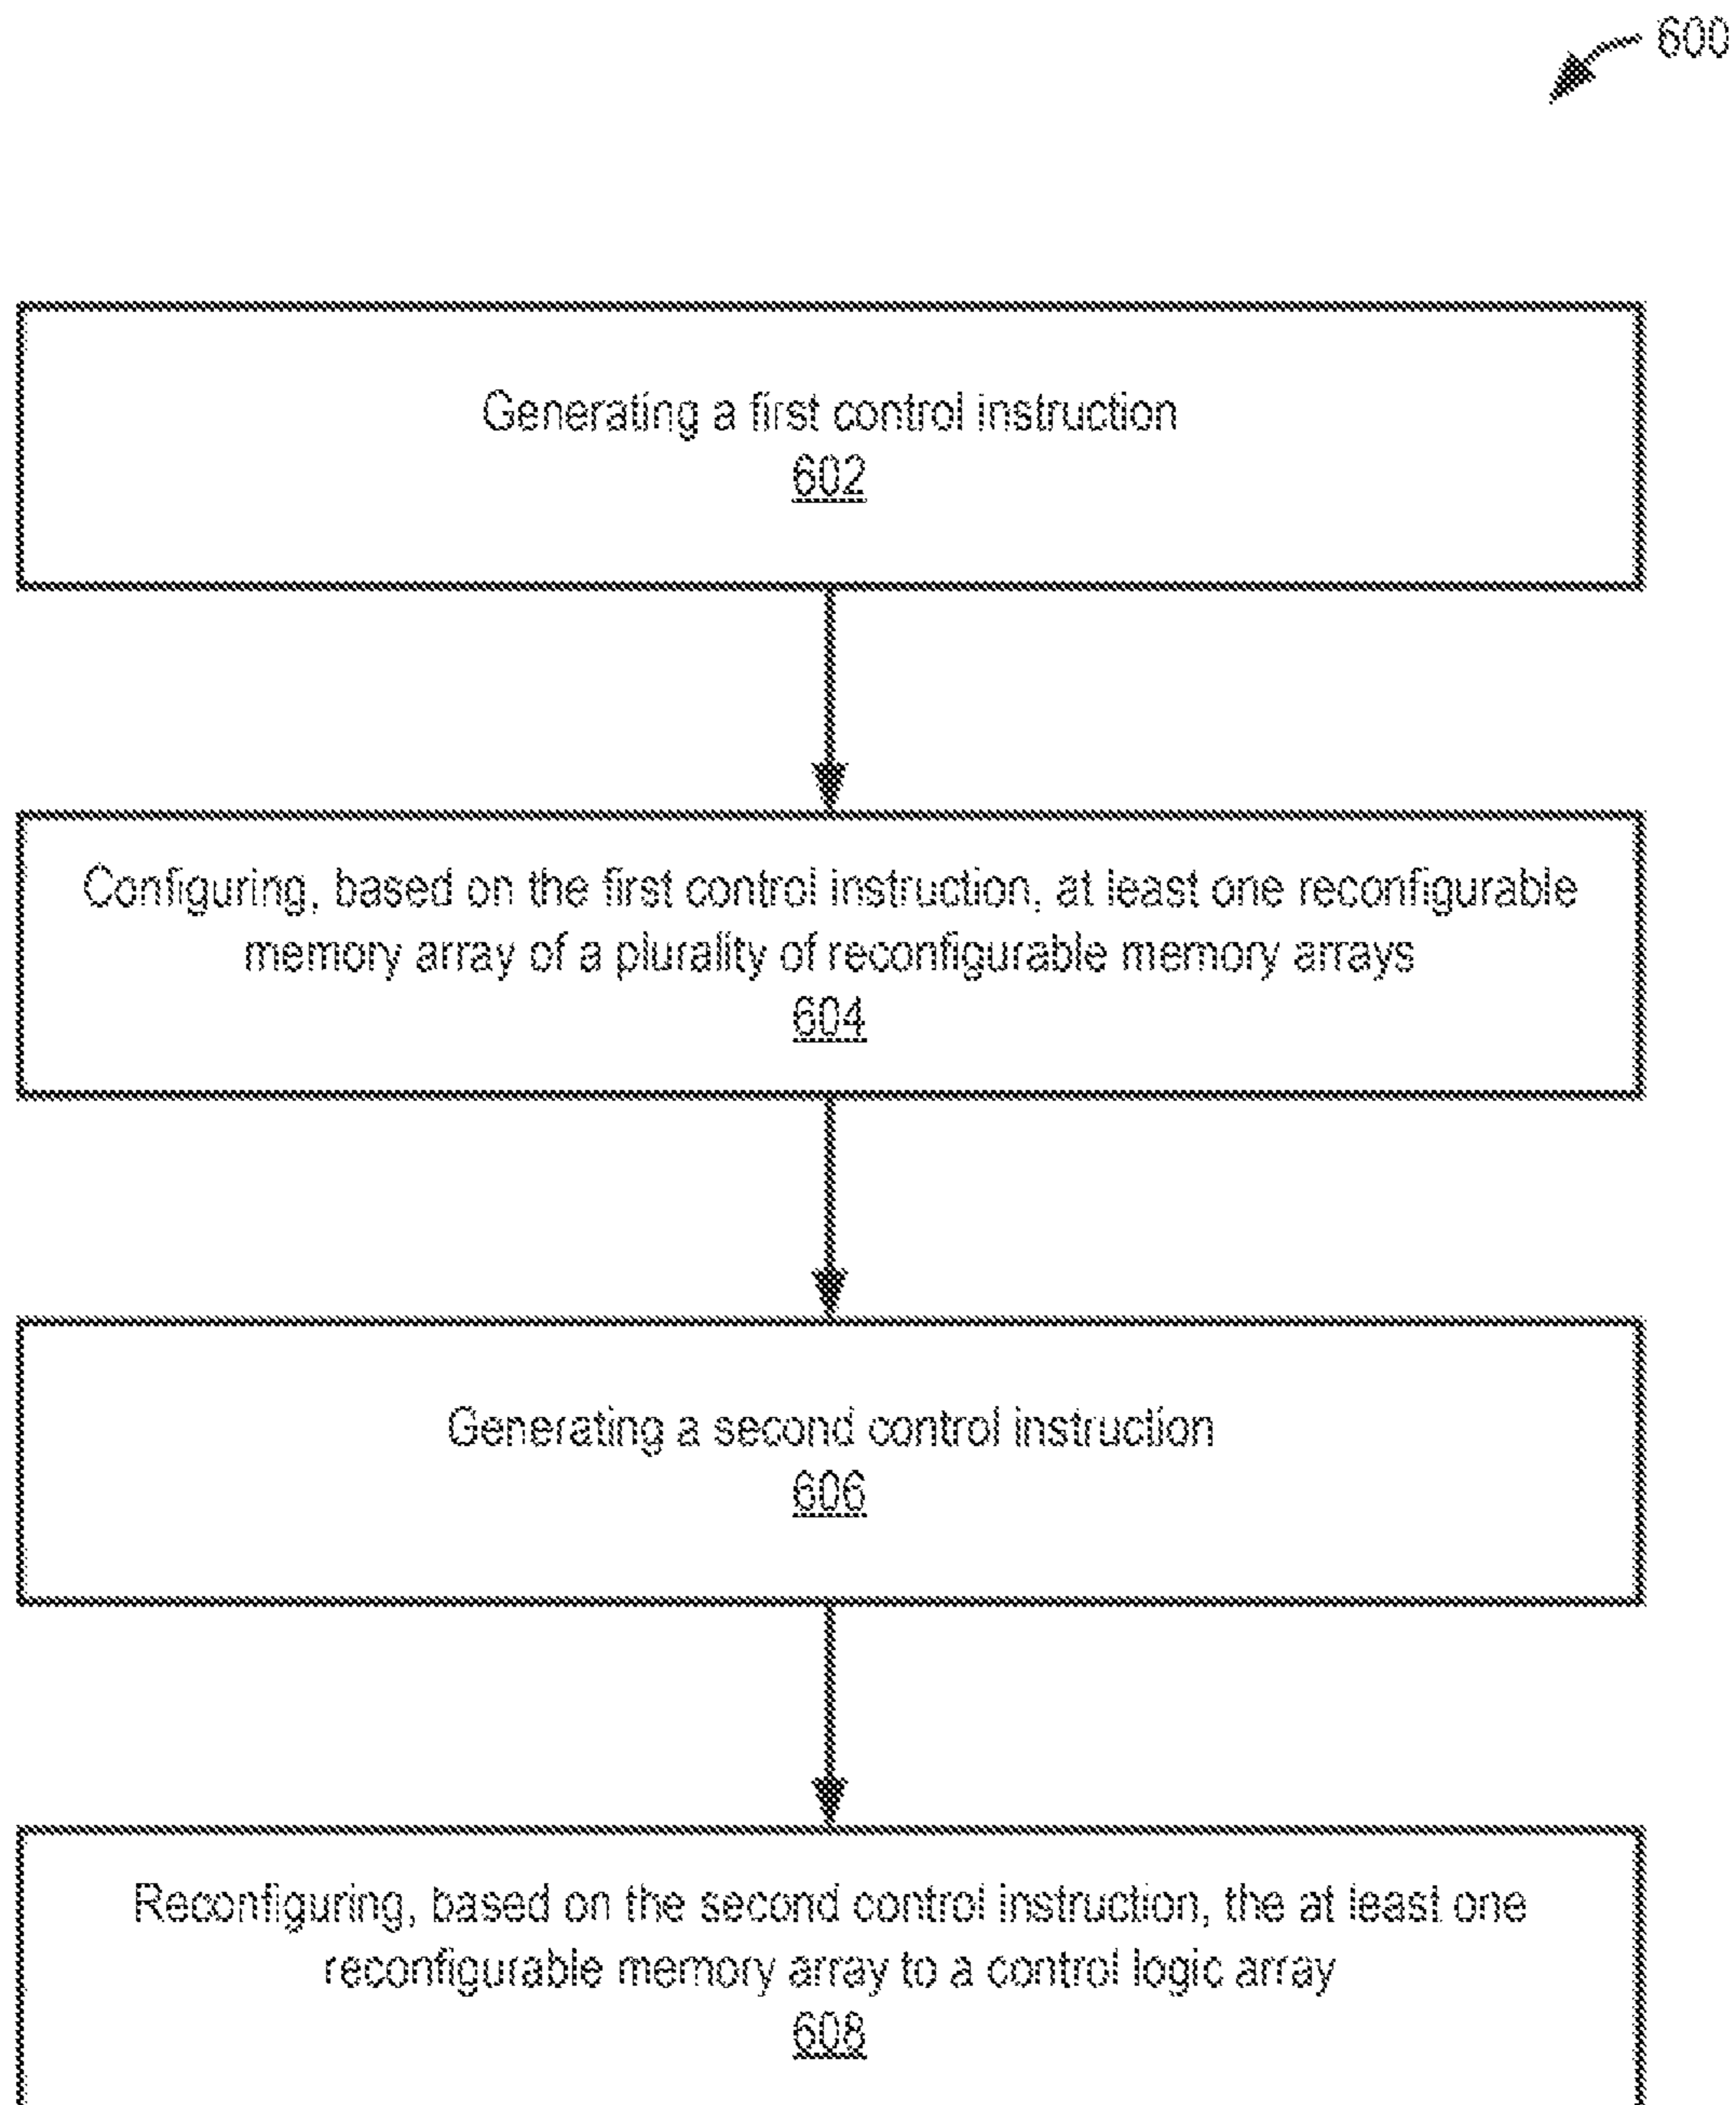 600
Generating a first control instruction
602
Configuring, based on the first control instruction, at least one reconfigurable
memory array of a plurality of reconfigurable memory arrays
604
Generating a second control instruction
606
Reconfiguring, based on the second control instruction, the at least one
reconfigurable memory array to a control logic array
608